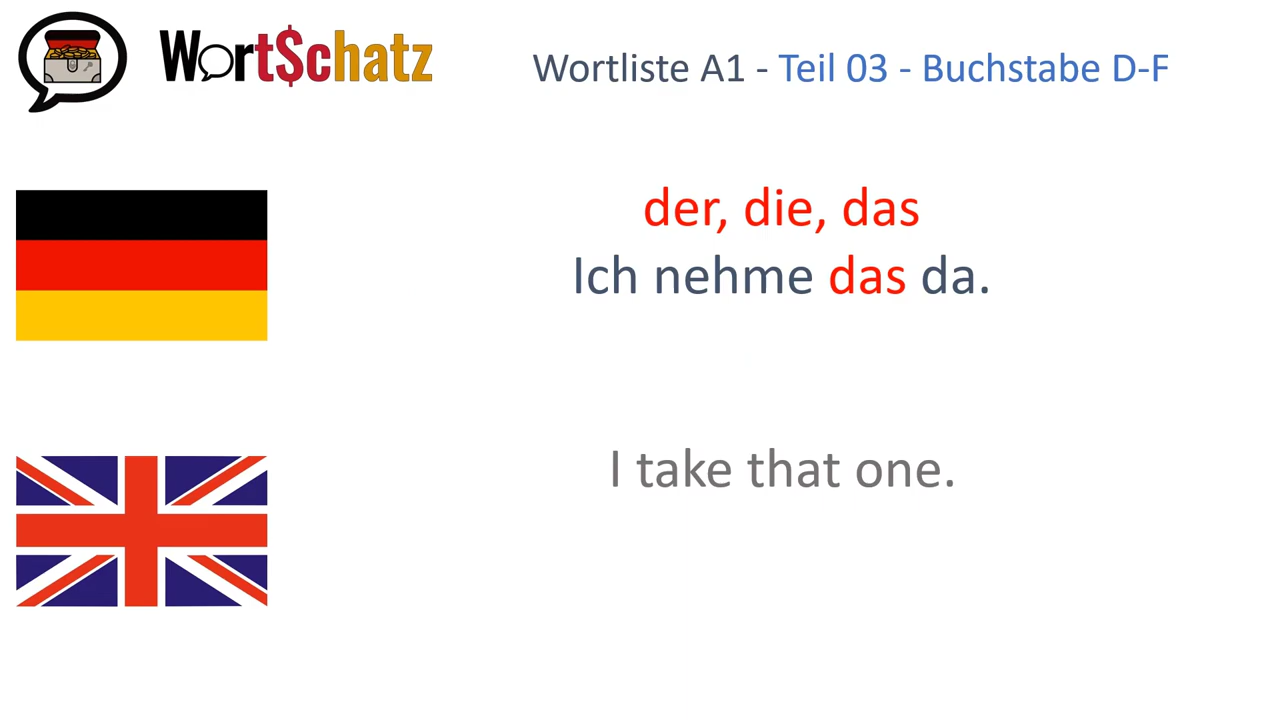 Wort$chatz
Wortliste A1 - Teil 03 - Buchstabe D-F
der, die, das
Ich nehme das da.
I take that one.